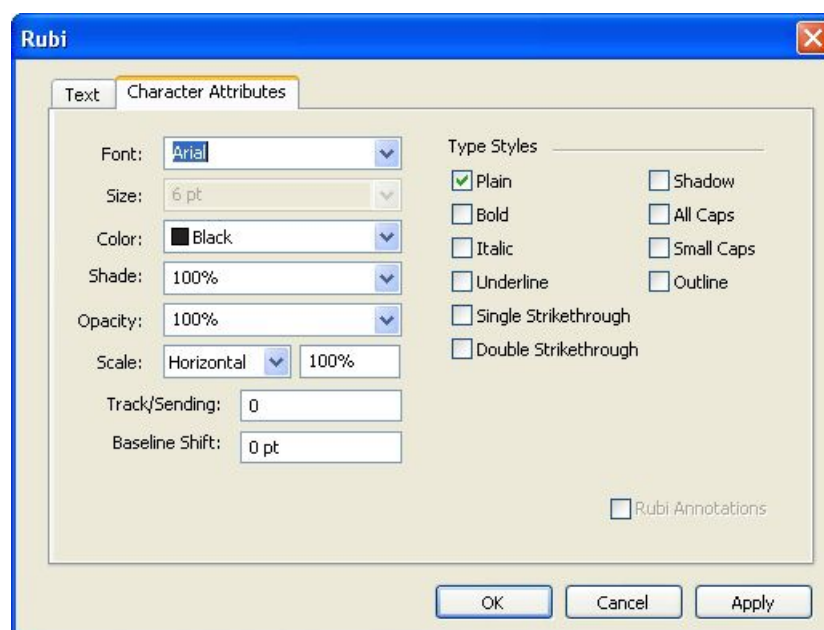 Rubi
Text Character Attributes
Font: Arial
Size: 6 pt
Color: Black
Shade: 100%
Opacity: 100%
Scale: Horizontal 100%
Track/Sending: 0
Baseline Shift: 0 pt
Type Styles
Plain Shadow
Bold All Caps
Italic Small Caps
Underline Outline
Single Strikethrough
Double Strikethrough
Rubi Annotations
OK Cancel Apply